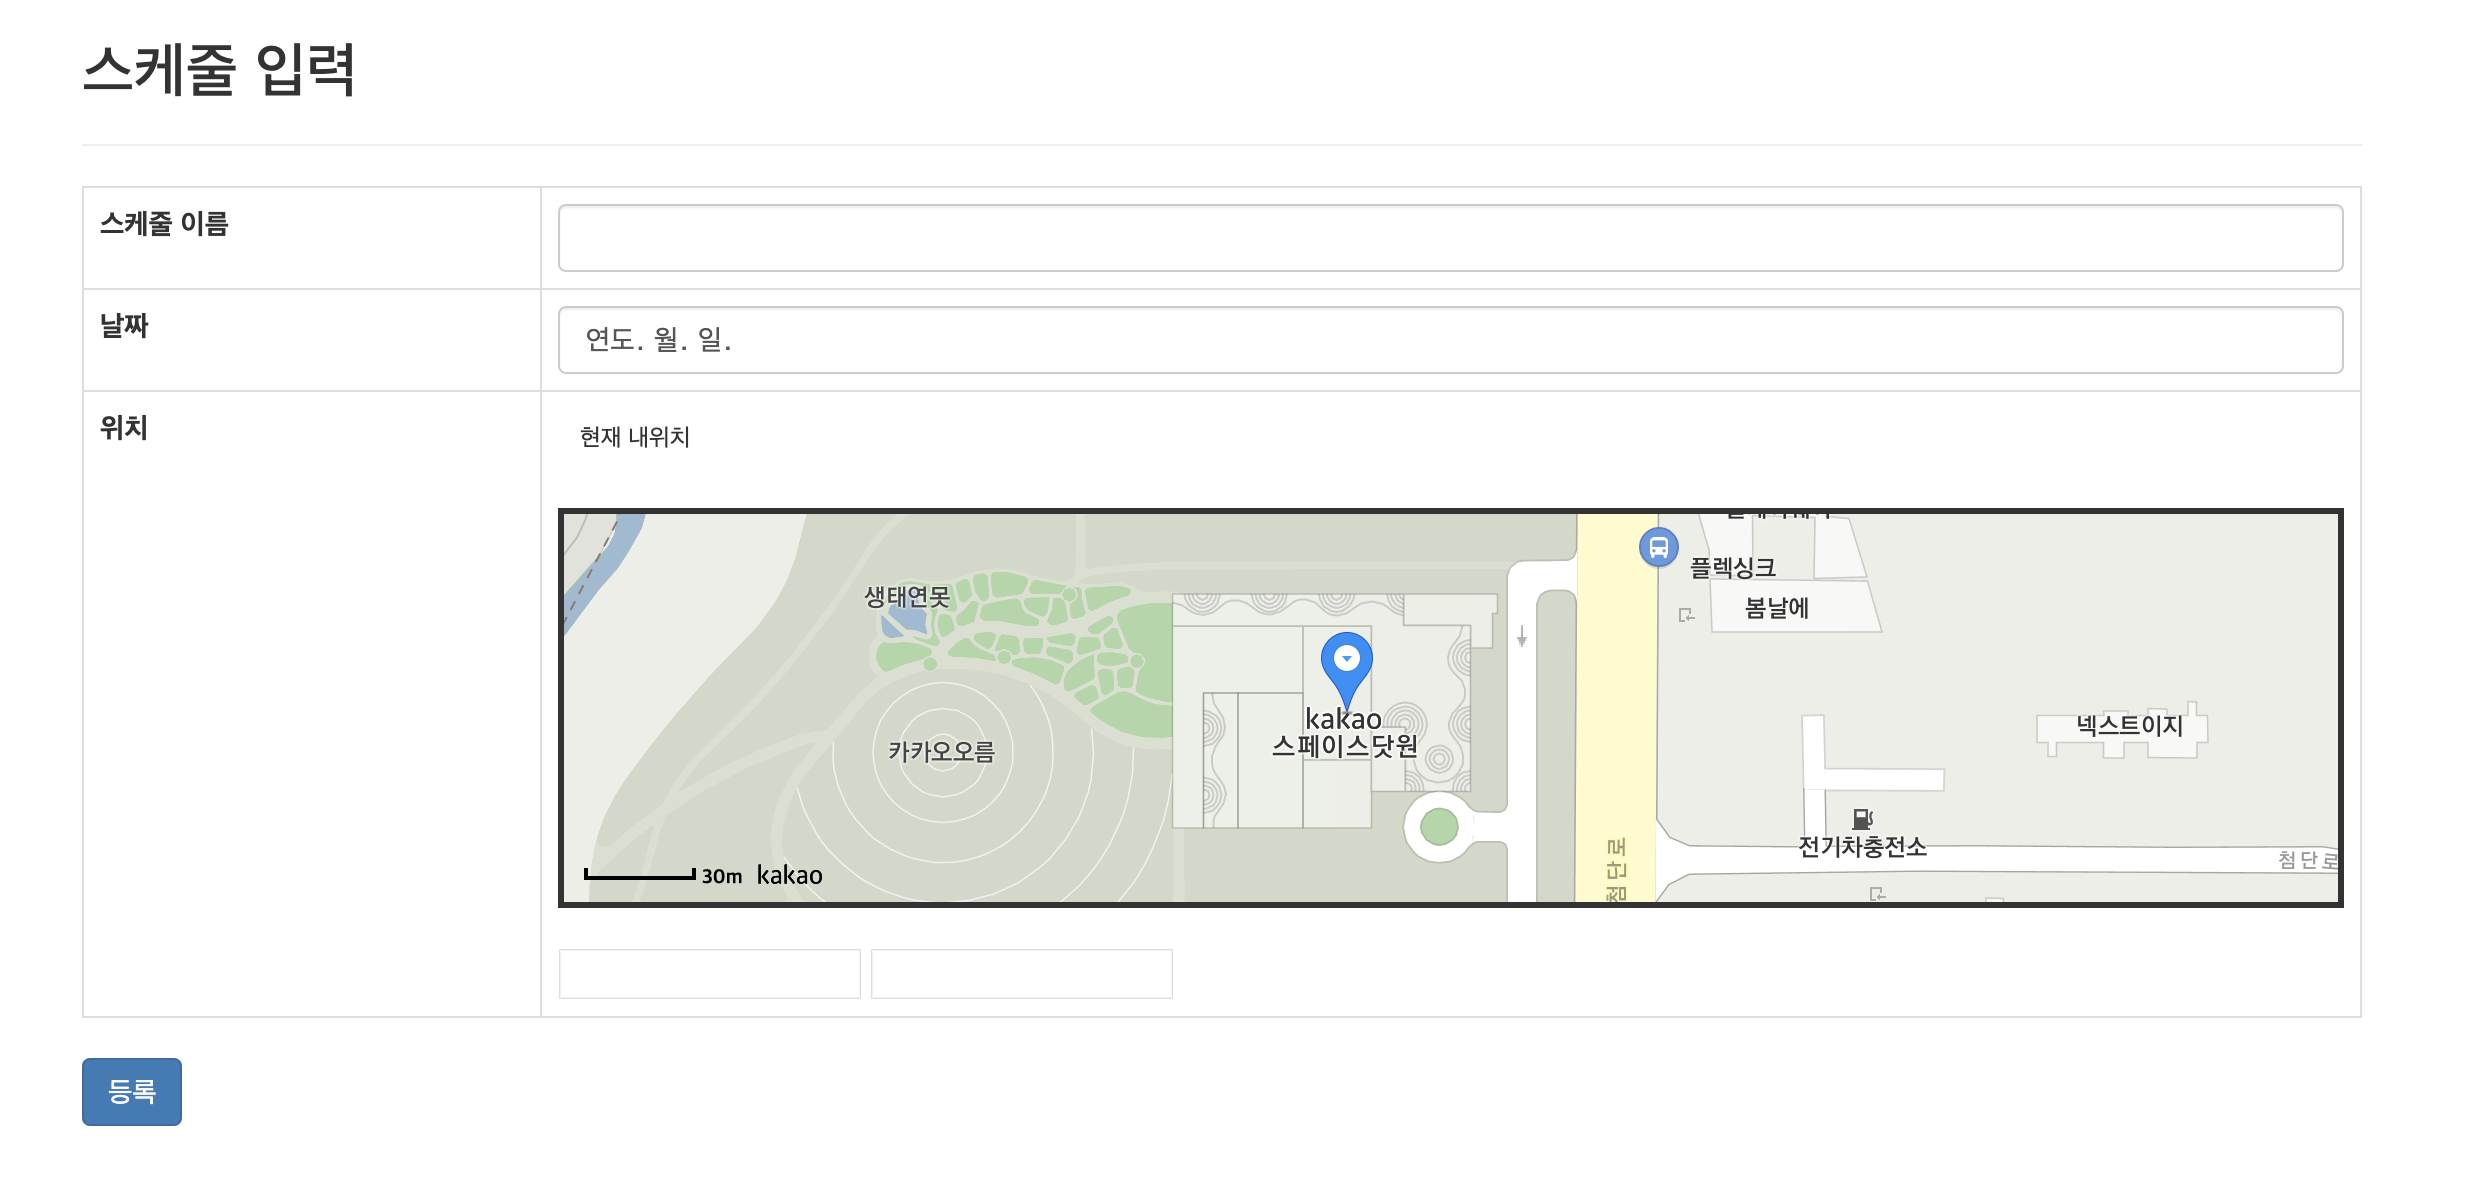 스케줄 입력
스케줄 이름
날짜
연도. 월. 일.
위치
현재 내위치
플렉싱크
생태연못
봄날에
kakao
스페이스닷원
넥스트이지
카카오오름
전기차충전소
첨단로
첨단로
30m kakao
등록